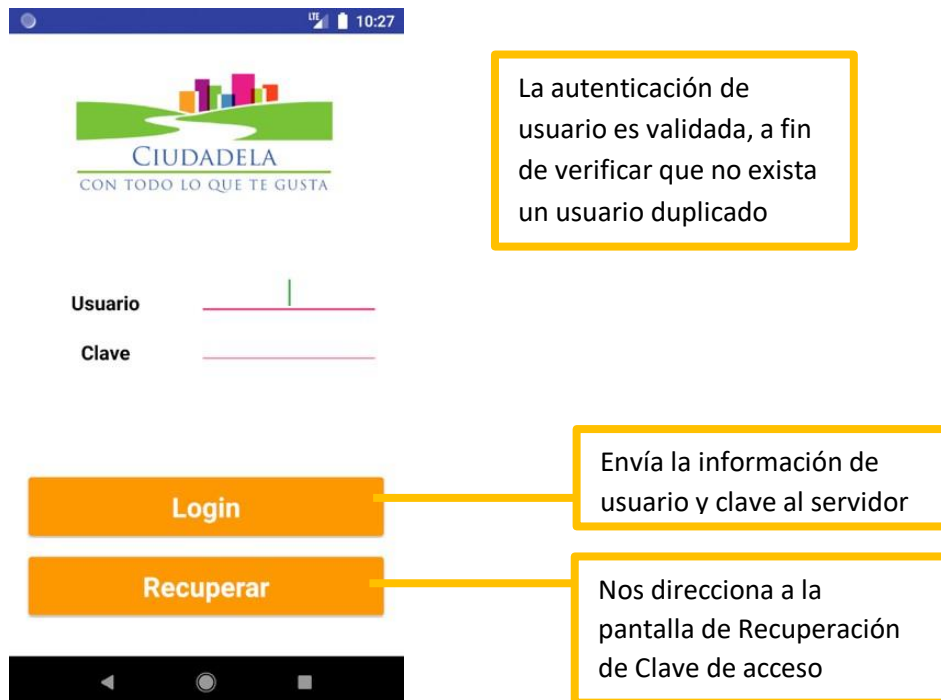 LTE 10:27
CIUDADELA
CON TODO LO QUE TE GUSTA
La autenticación de
usuario es validada, a fin
de verificar que no exista
un usuario duplicado
Usuario
Clave
Envía la información de
usuario y clave al servidor
Login
Recuperar
Nos direcciona a la
pantalla de Recuperación
de Clave de acceso